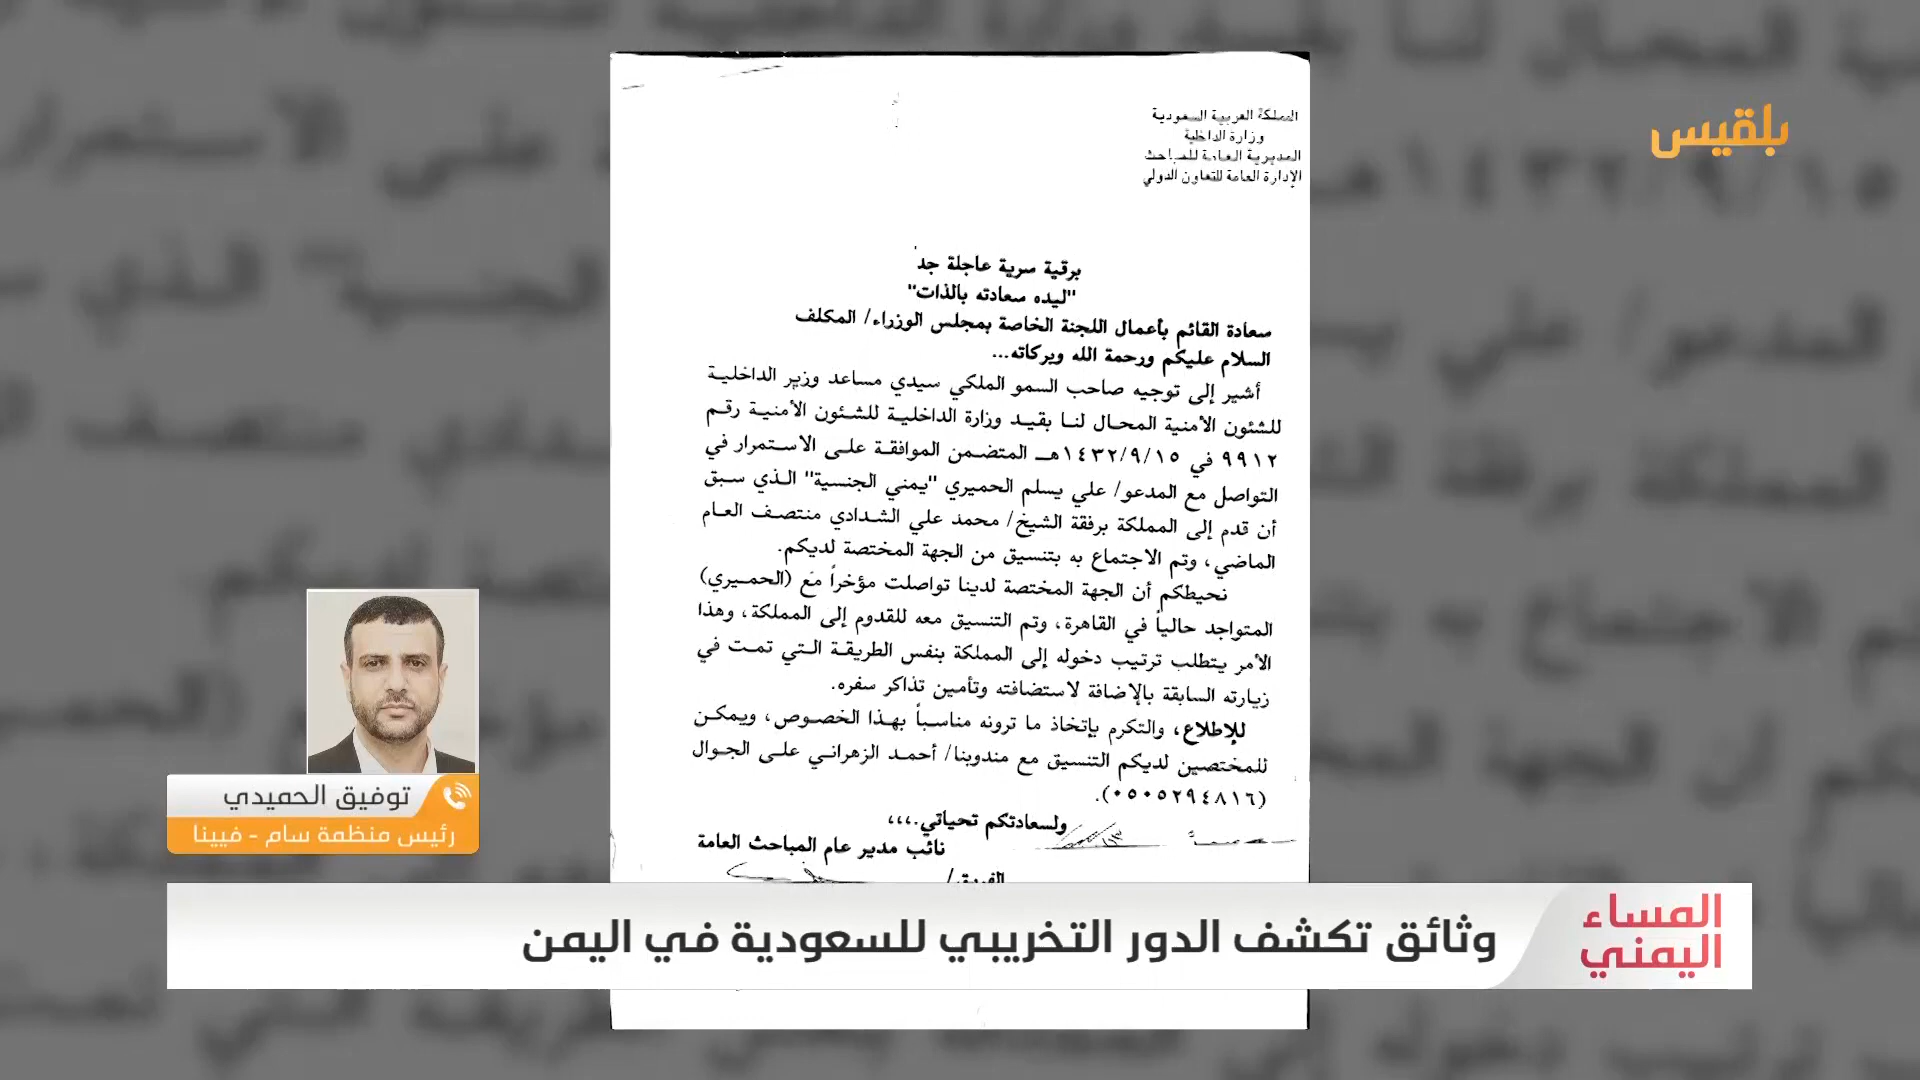 بلقيس
المملكة العربية السعودية
وزارة الداخلية
المديرية العامة للمباحث
الإدارة العامة للتعاون الدولي
برقية سرية عاجلة جد
"ليده سعادته بالذات"
سعادة القائم بأعمال اللجنة الخاصة بمجلس الوزراء/ المكلف
السلام عليكم ورحمة الله وبركاته...
أشير إلى توجيه صاحب السمو الملكي سيدي مساعد وزير الداخلية
للشئون الأمنية المحال لنا بقيد وزارة الداخلية للشئون الأمنية رقم
٩٩١٢ في ١٤٣٢/٩/١٥هـ المتضمن الموافقة على الاستمرار في
التواصل مع المدعو/ علي يسلم الحميري "يمني الجنسية" الذي سبق
أن قدم إلى المملكة برفقة الشيخ/ محمد علي الشدادي منتصف العام
الماضي، وتم الاجتماع به بتنسيق من الجهة المختصة لديكم.
نحيطكم أن الجهة المختصة لدينا تواصلت مؤخراً مع (الحميري)
المتواجد حالياً في القاهرة، وتم التنسيق معه للقدوم إلى المملكة، وهذا
الأمر يتطلب ترتيب دخوله إلى المملكة بنفس الطريقة التي تمت في
زيارته السابقة بالإضافة لاستضافته وتأمين تذاكر سفره.
للإطلاع، والتكرم بإتخاذ ما ترونه مناسباً بهذا الخصوص، ويمكن
للمختصين لديكم التنسيق مع مندوبنا/ أحمد الزهراني على الجوال
(٠٥٠٥٢٩٤٨١٦).
ولسعادتكم تحياتي،،،،
نائب مدير عام المباحث العامة
الفريق/
توفيق الحميدي
رئيس منظمة سام - فيينا
المساء
اليمني
وثائق تكشف الدور التخريبي للسعودية في اليمن